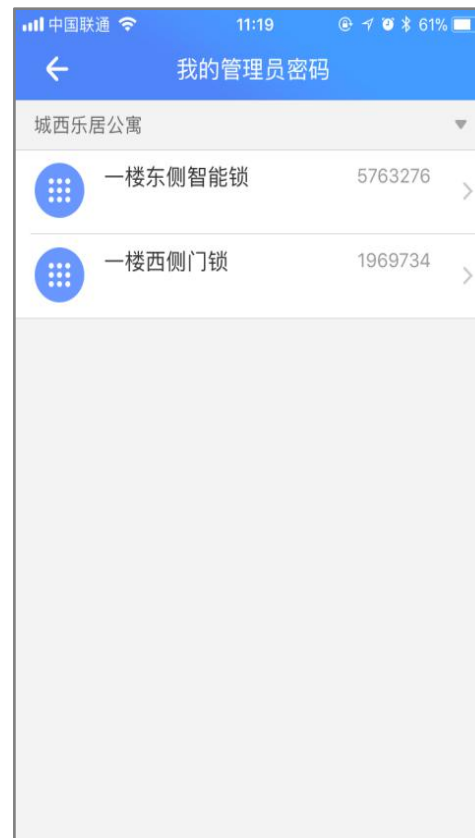 中国联通 11:19 61%
我的管理员密码
城西乐居公寓
一楼东侧智能锁 5763276
一楼西侧门锁 1969734